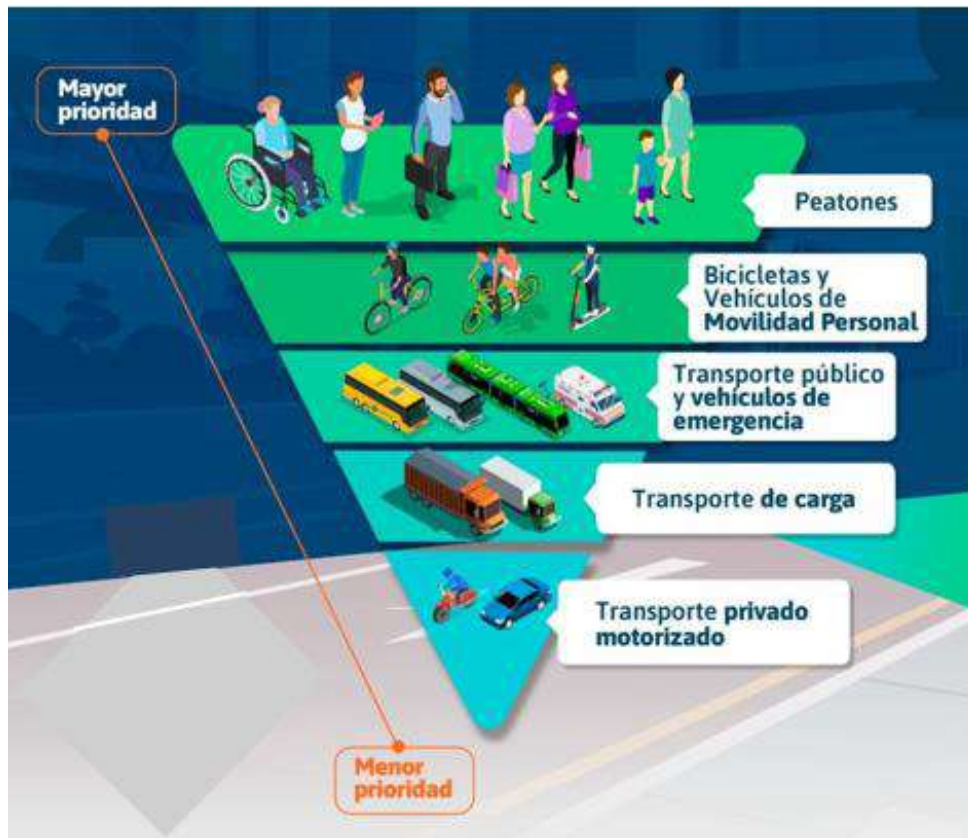 Mayor
prioridad
Peatones
Bicicletas y
Vehículos de
Movilidad Personal
Transporte público
y vehículos de
emergencia
Transporte de carga
Transporte privado
motorizado
Menor
prioridad